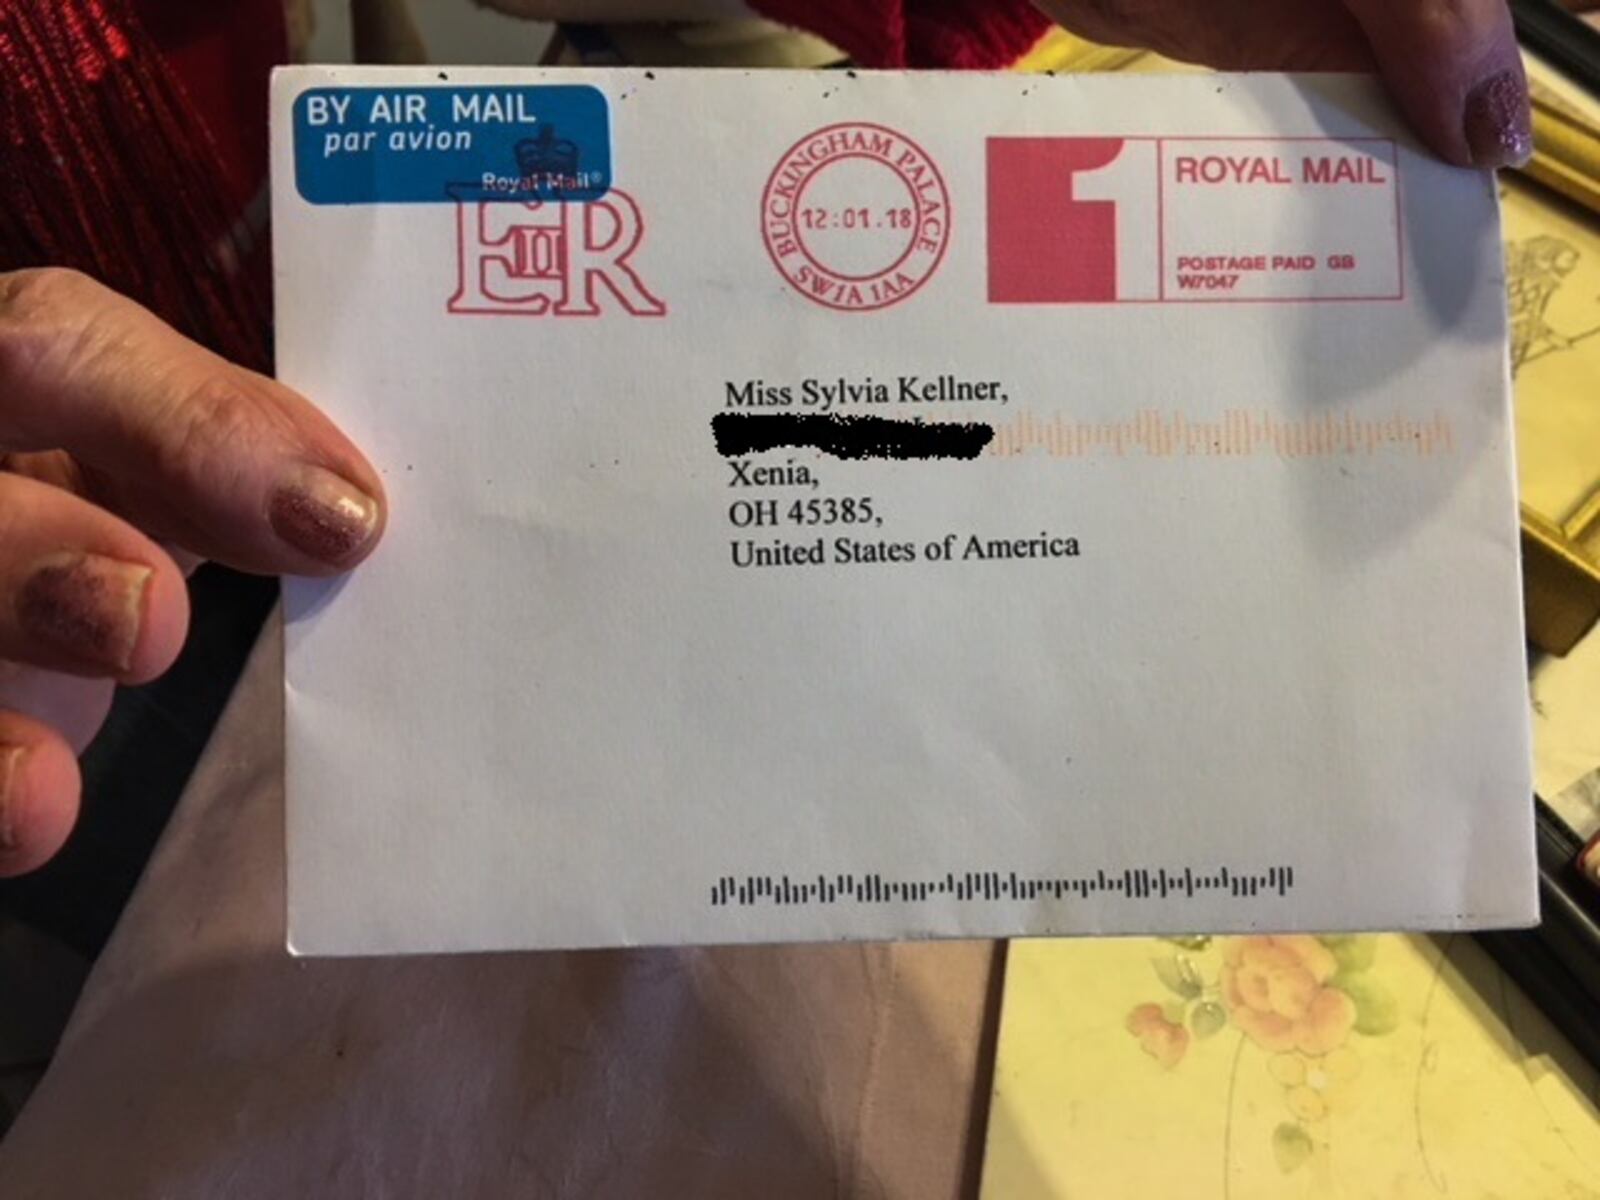 BY AIR MAIL
par avion
Royal Mail®
EIIR
BUCKINGHAM PALACE
12:01.18
SW1A 1AA
1
ROYAL MAIL
POSTAGE PAID GB
W7047
Miss Sylvia Kellner,
Xenia,
OH 45385,
United States of America